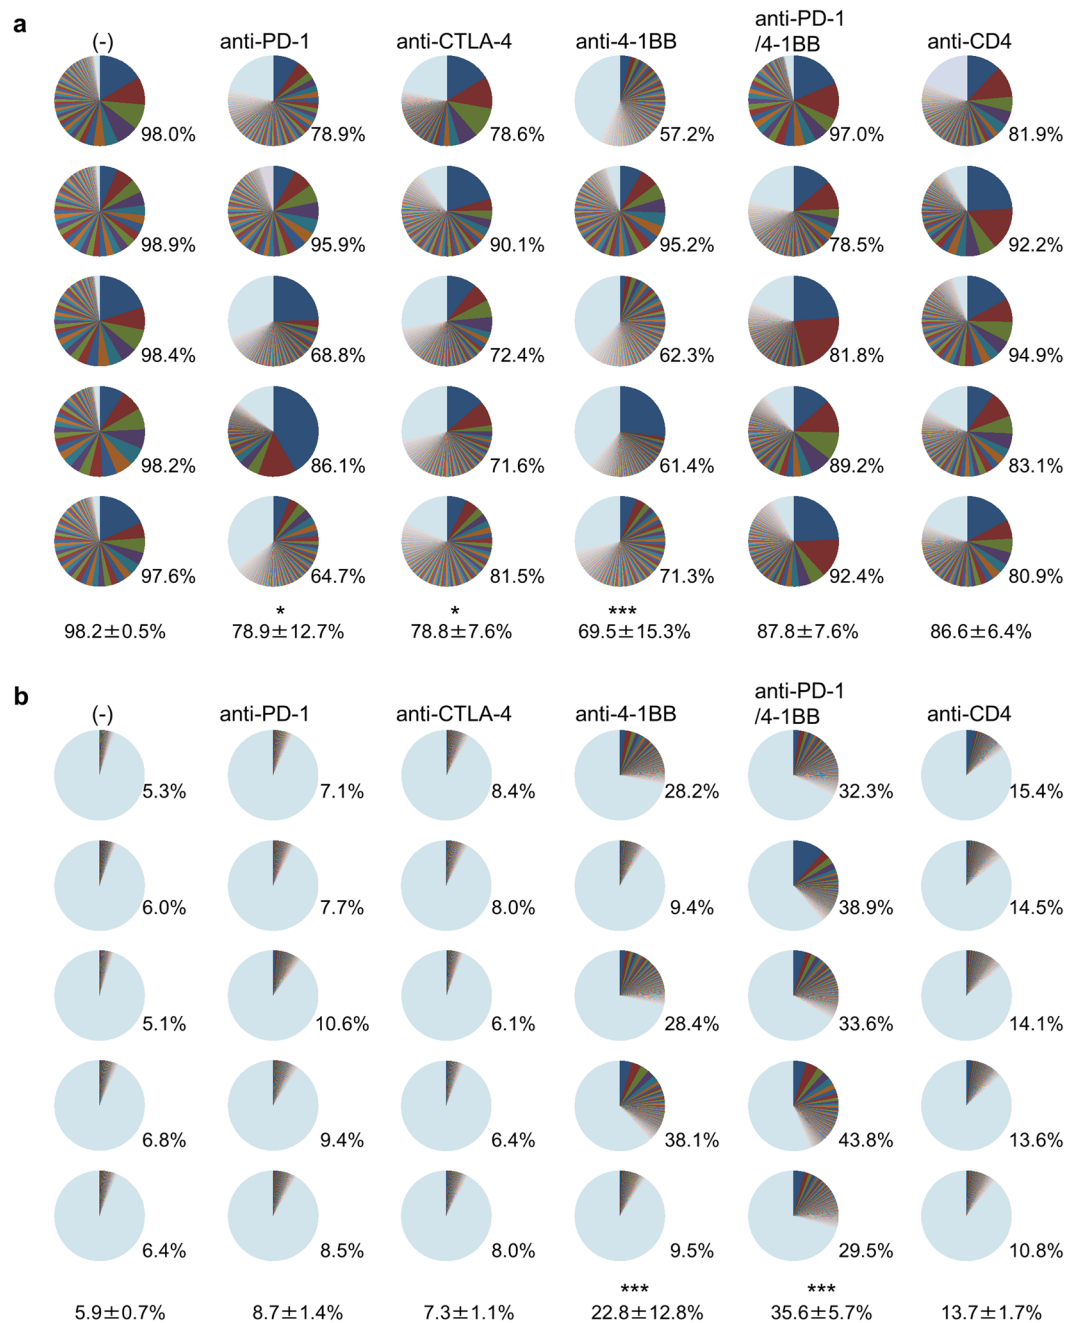 a
(-) anti-PD-1 anti-CTLA-4 anti-4-1BB anti-PD-1 /4-1BB anti-CD4
98.0% 78.9% 78.6% 57.2% 97.0% 81.9%
98.9% 95.9% 90.1% 95.2% 78.5% 92.2%
98.4% 68.8% 72.4% 62.3% 81.8% 94.9%
98.2% 86.1% 71.6% 61.4% 89.2% 83.1%
97.6% 64.7% 81.5% 71.3% 92.4% 80.9%
* * ***
98.2±0.5% 78.9±12.7% 78.8±7.6% 69.5±15.3% 87.8±7.6% 86.6±6.4%
b
(-) anti-PD-1 anti-CTLA-4 anti-4-1BB anti-PD-1 /4-1BB anti-CD4
5.3% 7.1% 8.4% 28.2% 32.3% 15.4%
6.0% 7.7% 8.0% 9.4% 38.9% 14.5%
5.1% 10.6% 6.1% 28.4% 33.6% 14.1%
6.8% 9.4% 6.4% 38.1% 43.8% 13.6%
6.4% 8.5% 8.0% 9.5% 29.5% 10.8%
*** ***
5.9±0.7% 8.7±1.4% 7.3±1.1% 22.8±12.8% 35.6±5.7% 13.7±1.7%